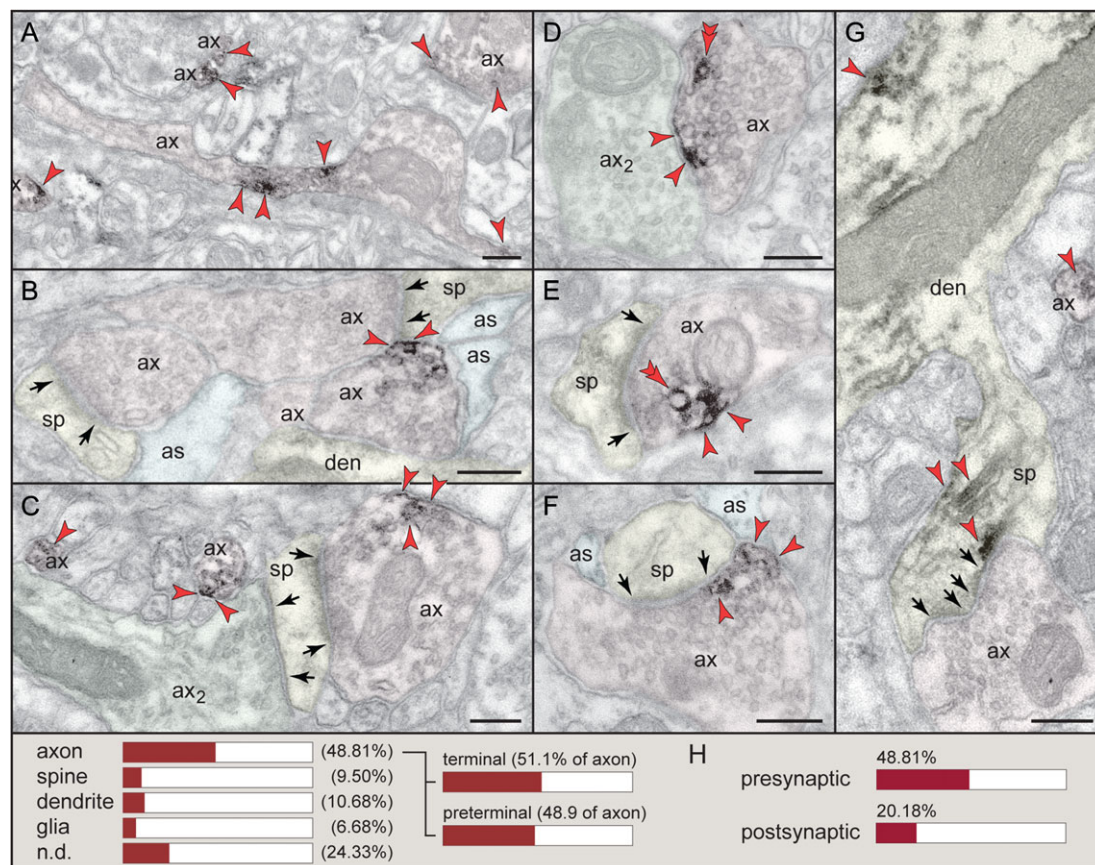 A
ax
ax
ax
ax
x
B
ax
sp
as
as
ax
ax
ax
sp
as
den
C
ax
ax
sp
ax
ax2
D
ax2
ax
E
ax
sp
F
as
as
sp
ax
G
den
ax
sp
ax
axon (48.81%)
spine (9.50%)
dendrite (10.68%)
glia (6.68%)
n.d. (24.33%)
terminal (51.1% of axon)
preterminal (48.9 of axon)
H
48.81%
presynaptic
20.18%
postsynaptic